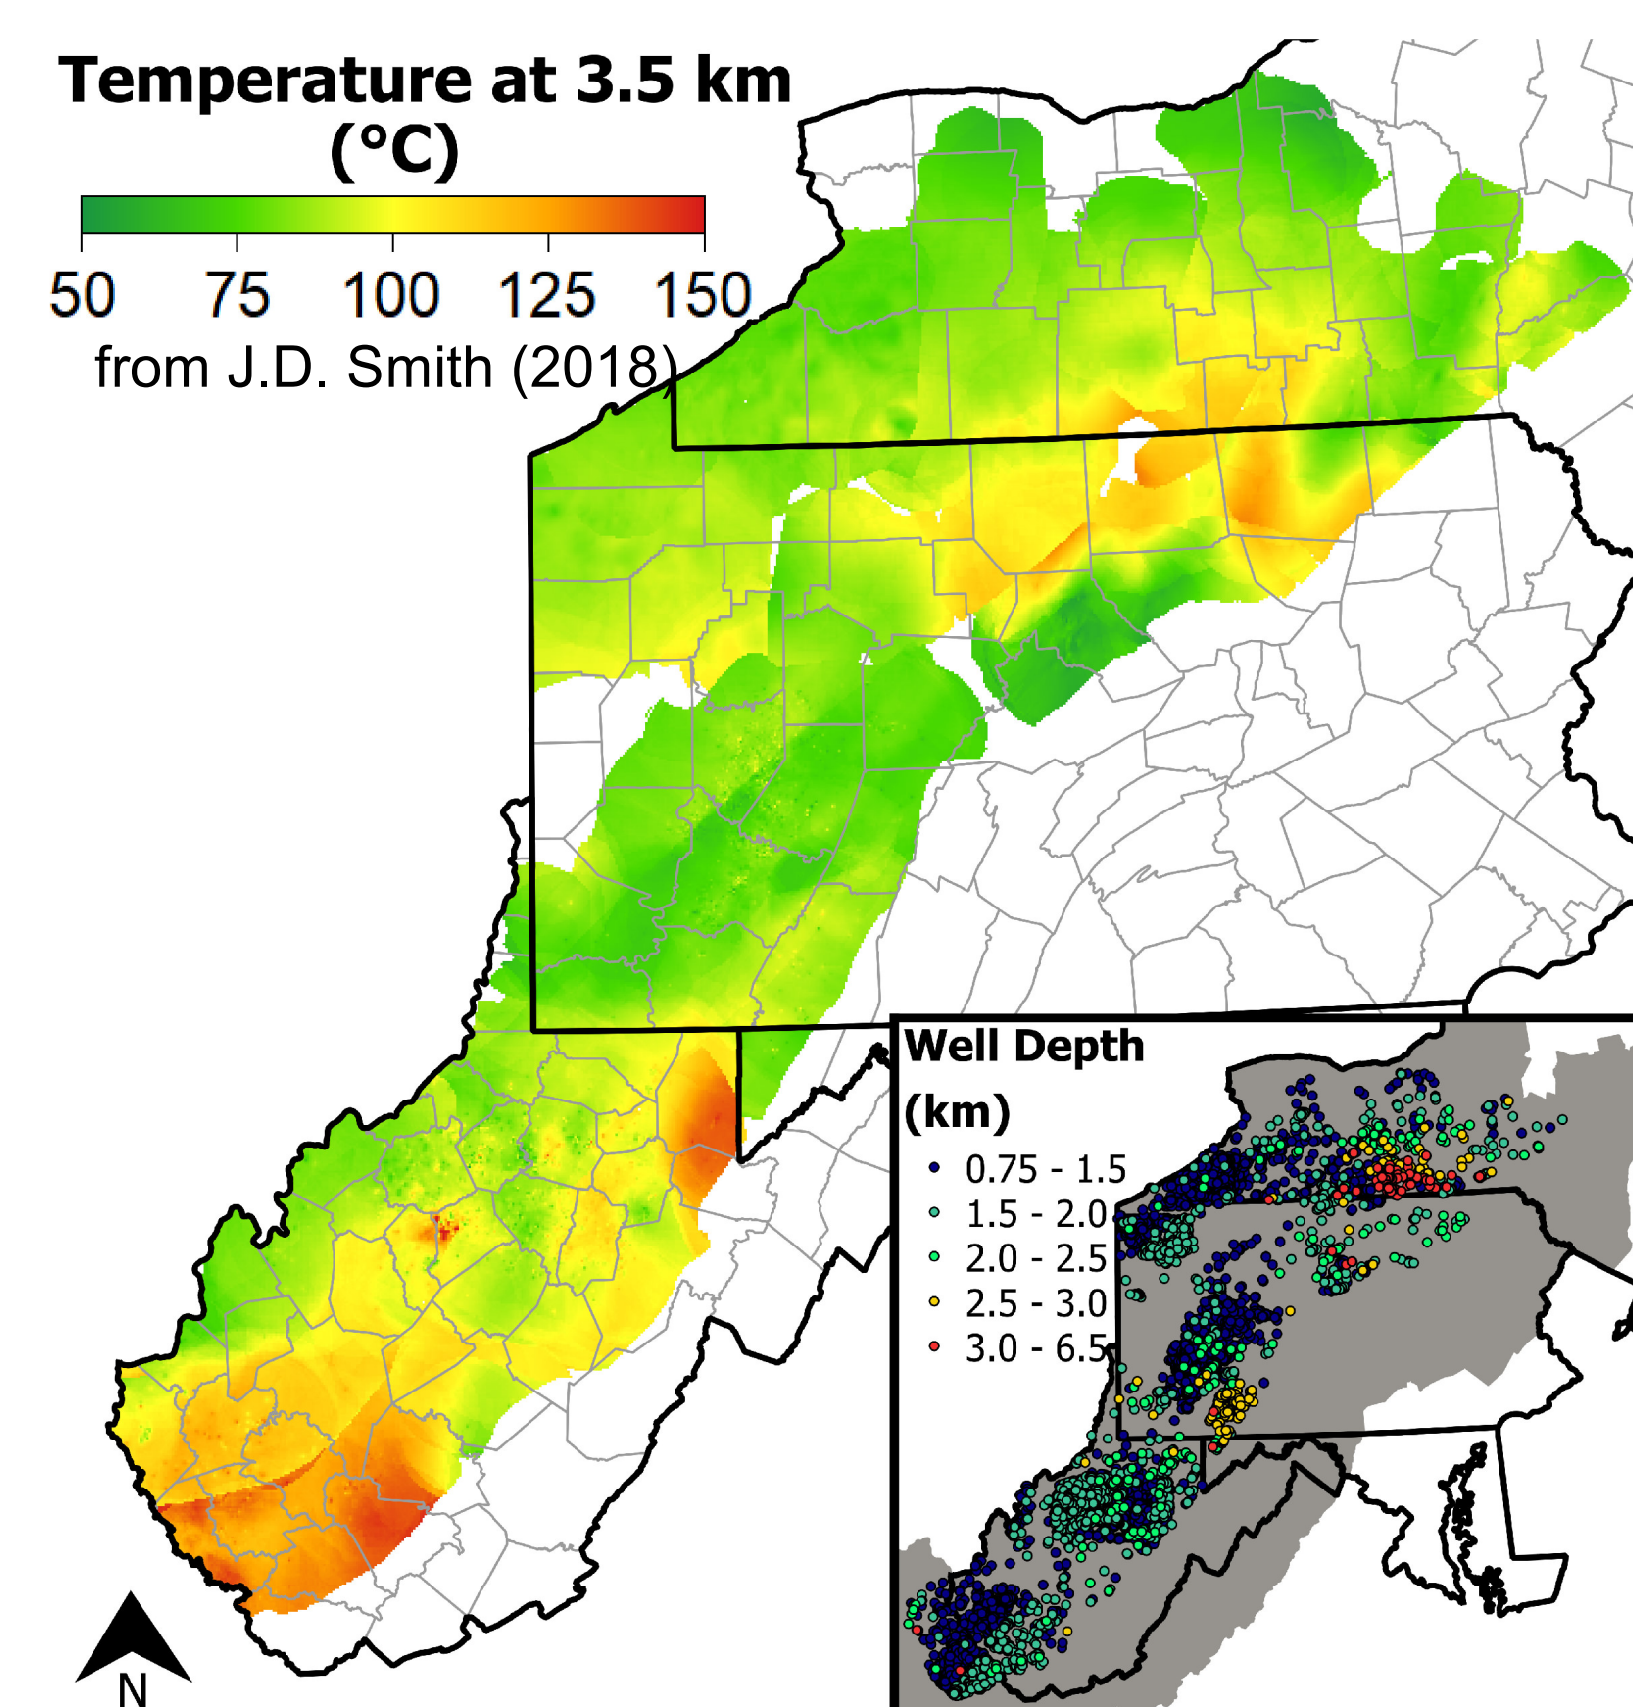 Temperature at 3.5 km
(°C)
50 75 100 125 150
from J.D. Smith (2018)
Well Depth
(km)
0.75 - 1.5
1.5 - 2.0
2.0 - 2.5
2.5 - 3.0
3.0 - 6.5
N